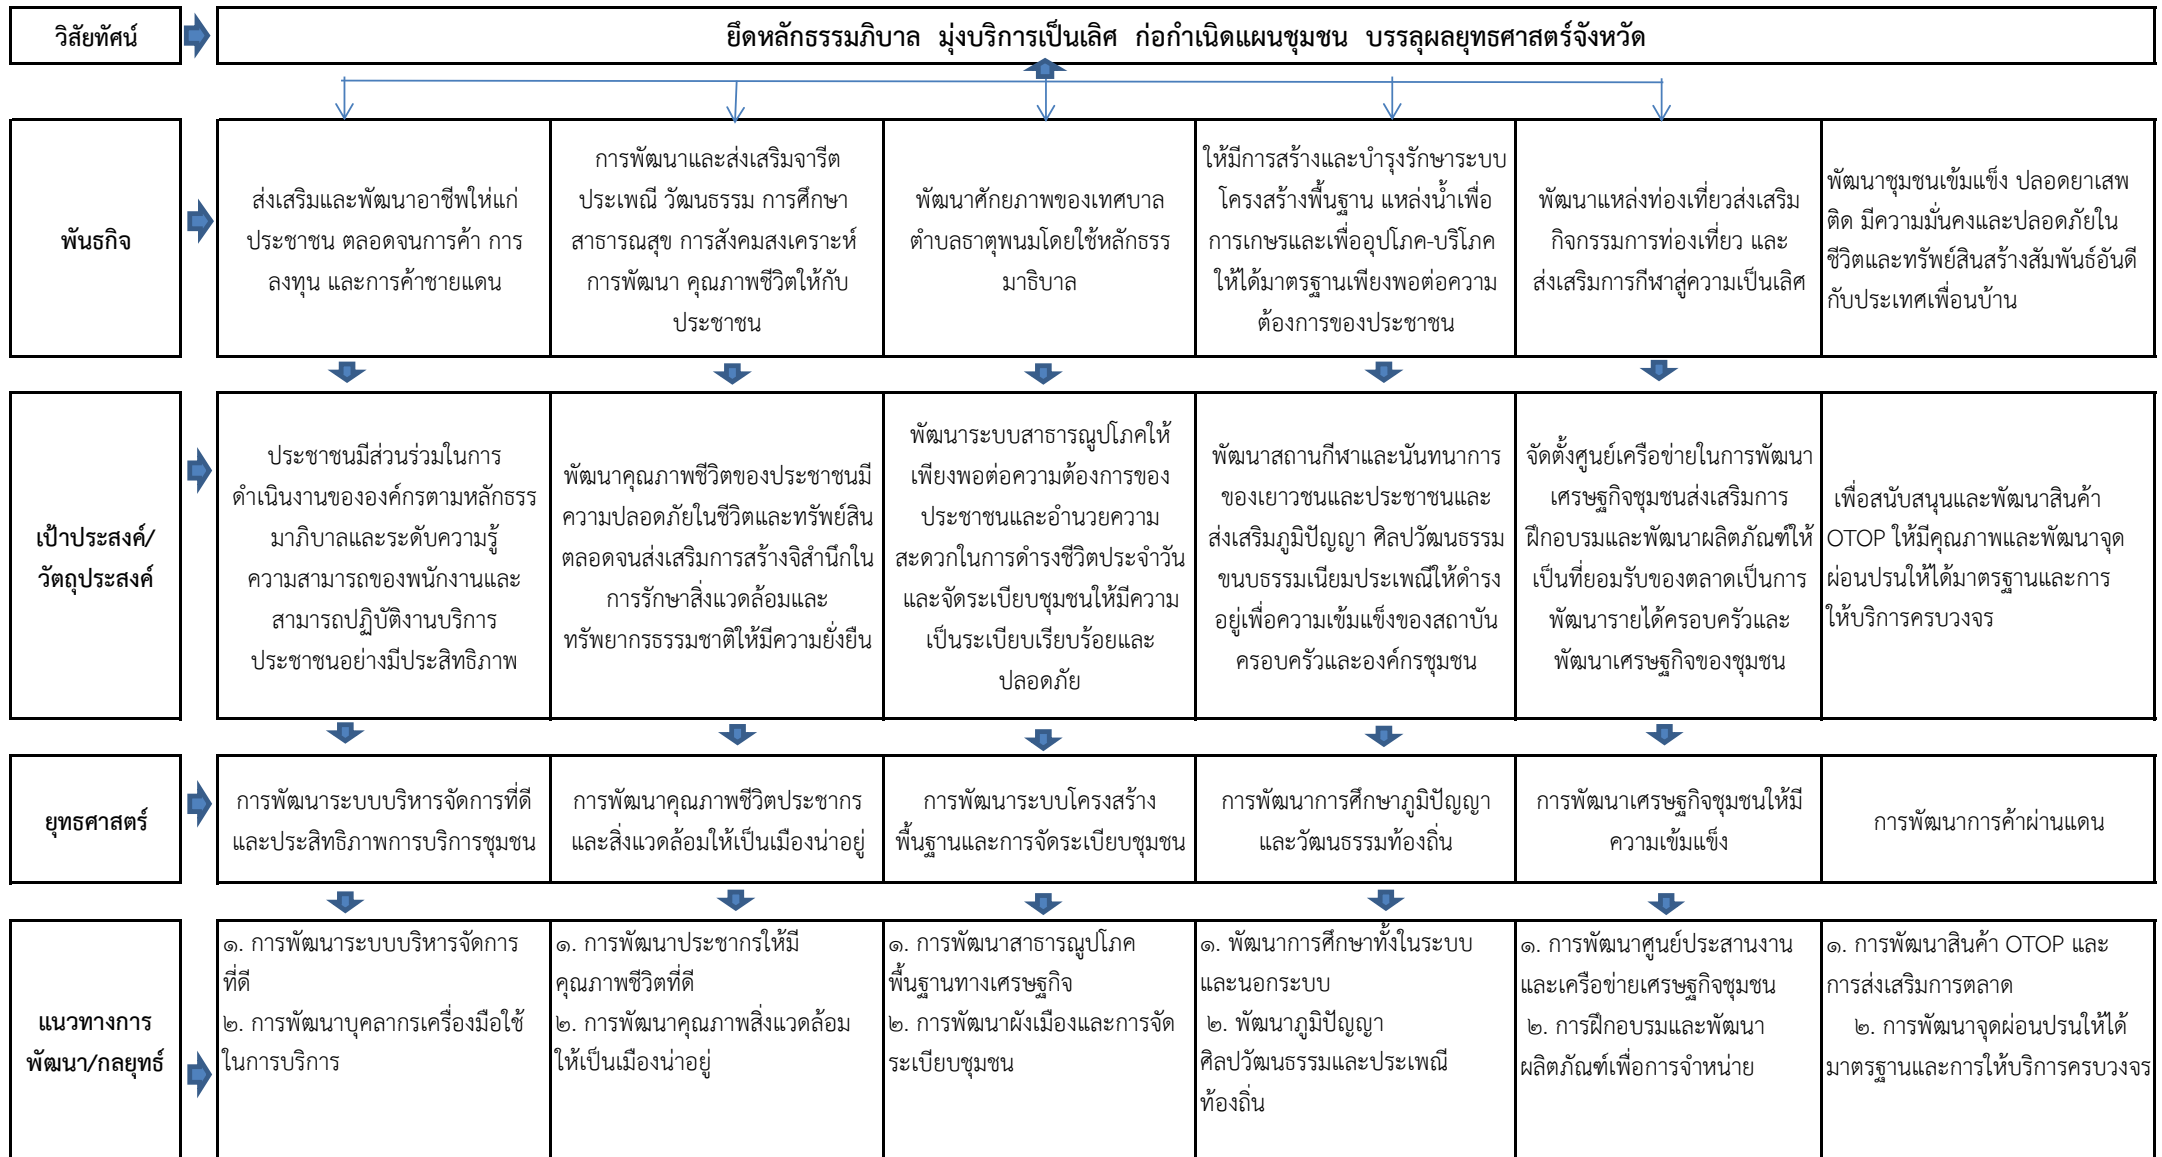 วิสัยทัศน์
ยึดหลักธรรมภิบาล มุ่งบริการเป็นเลิศ ก่อกำเนิดแผนชุมชน บรรลุผลยุทธศาสตร์จังหวัด
พันธกิจ
ส่งเสริมและพัฒนาอาชีพให้แก่
ประชาชน ตลอดจนการค้า การ
ลงทุน และการค้าชายแดน
การพัฒนาและส่งเสริมจารีต
ประเพณี วัฒนธรรม การศึกษา
สาธารณสุข การสังคมสงเคราะห์
การพัฒนา คุณภาพชีวิตให้กับ
ประชาชน
พัฒนาศักยภาพของเทศบาล
ตำบลธาตุพนมโดยใช้หลักธรร
มาธิบาล
ให้มีการสร้างและบำรุงรักษาระบบ
โครงสร้างพื้นฐาน แหล่งน้ำเพื่อ
การเกษรและเพื่ออุปโภค-บริโภค
ให้ได้มาตรฐานเพียงพอต่อความ
ต้องการของประชาชน
พัฒนาแหล่งท่องเที่ยวส่งเสริม
กิจกรรมการท่องเที่ยว และ
ส่งเสริมการกีฬาสู่ความเป็นเลิศ
พัฒนาชุมชนเข้มแข็ง ปลอดยาเสพ
ติด มีความมั่นคงและปลอดภัยใน
ชีวิตและทรัพย์สินสร้างสัมพันธ์อันดี
กับประเทศเพื่อนบ้าน
เป้าประสงค์/
วัตถุประสงค์
ประชาชนมีส่วนร่วมในการ
ดำเนินงานขององค์กรตามหลักธรร
มาภิบาลและระดับความรู้
ความสามารถของพนักงานและ
สามารถปฏิบัติงานบริการ
ประชาชนอย่างมีประสิทธิภาพ
พัฒนาคุณภาพชีวิตของประชาชนมี
ความปลอดภัยในชีวิตและทรัพย์สิน
ตลอดจนส่งเสริมการสร้างจิสำนึกใน
การรักษาสิ่งแวดล้อมและ
ทรัพยากรธรรมชาติให้มีความยั่งยืน
พัฒนาระบบสาธารณูปโภคให้
เพียงพอต่อความต้องการของ
ประชาชนและอำนวยความ
สะดวกในการดำรงชีวิตประจำวัน
และจัดระเบียบชุมชนให้มีความ
เป็นระเบียบเรียบร้อยและ
ปลอดภัย
พัฒนาสถานกีฬาและนันทนาการ
ของเยาวชนและประชาชนและ
ส่งเสริมภูมิปัญญา ศิลปวัฒนธรรม
ขนบธรรมเนียมประเพณีให้ดำรง
อยู่เพื่อความเข้มแข็งของสถาบัน
ครอบครัวและองค์กรชุมชน
จัดตั้งศูนย์เครือข่ายในการพัฒนา
เศรษฐกิจชุมชนส่งเสริมการ
ฝึกอบรมและพัฒนาผลิตภัณฑ์ให้
เป็นที่ยอมรับของตลาดเป็นการ
พัฒนารายได้ครอบครัวและ
พัฒนาเศรษฐกิจของชุมชน
เพื่อสนับสนุนและพัฒนาสินค้า
OTOP ให้มีคุณภาพและพัฒนาจุด
ผ่อนปรนให้ได้มาตรฐานและการ
ให้บริการครบวงจร
ยุทธศาสตร์
การพัฒนาระบบบริหารจัดการที่ดี
และประสิทธิภาพการบริการชุมชน
การพัฒนาคุณภาพชีวิตประชากร
และสิ่งแวดล้อมให้เป็นเมืองน่าอยู่
การพัฒนาระบบโครงสร้าง
พื้นฐานและการจัดระเบียบชุมชน
การพัฒนาการศึกษาภูมิปัญญา
และวัฒนธรรมท้องถิ่น
การพัฒนาเศรษฐกิจชุมชนให้มี
ความเข้มแข็ง
การพัฒนาการค้าผ่านแดน
แนวทางการ
พัฒนา/กลยุทธ์
๑. การพัฒนาระบบบริหารจัดการ
ที่ดี
๒. การพัฒนาบุคลากรเครื่องมือใช้
ในการบริการ
๑. การพัฒนาประชากรให้มี
คุณภาพชีวิตที่ดี
๒. การพัฒนาคุณภาพสิ่งแวดล้อม
ให้เป็นเมืองน่าอยู่
๑. การพัฒนาสาธารณูปโภค
พื้นฐานทางเศรษฐกิจ
๒. การพัฒนาผังเมืองและการจัด
ระเบียบชุมชน
๑. พัฒนาการศึกษาทั้งในระบบ
และนอกระบบ
๒. พัฒนาภูมิปัญญา
ศิลปวัฒนธรรมและประเพณี
ท้องถิ่น
๑. การพัฒนาศูนย์ประสานงาน
และเครือข่ายเศรษฐกิจชุมชน
๒. การฝึกอบรมและพัฒนา
ผลิตภัณฑ์เพื่อการจำหน่าย
๑. การพัฒนาสินค้า OTOP และ
การส่งเสริมการตลาด
๒. การพัฒนาจุดผ่อนปรนให้ได้
มาตรฐานและการให้บริการครบวงจร